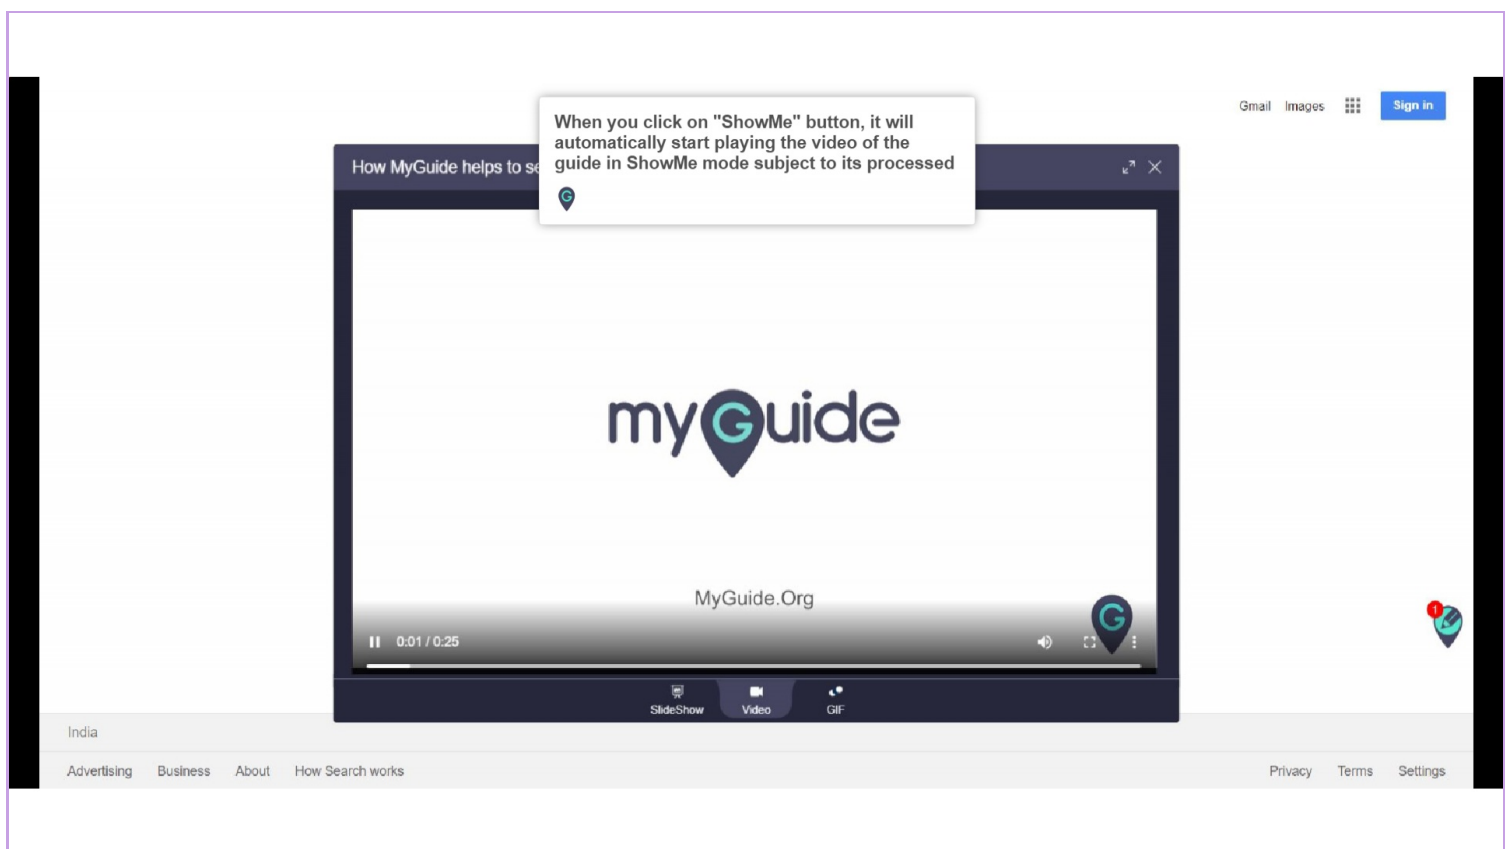 Gmail Images Sign in
When you click on "ShowMe" button, it will
automatically start playing the video of the
guide in ShowMe mode subject to its processed
G
How MyGuide helps to se
myGuide
MyGuide.Org
G
0:01 / 0:25
1
SlideShow Video GIF
India
Advertising Business About How Search works Privacy Terms Settings